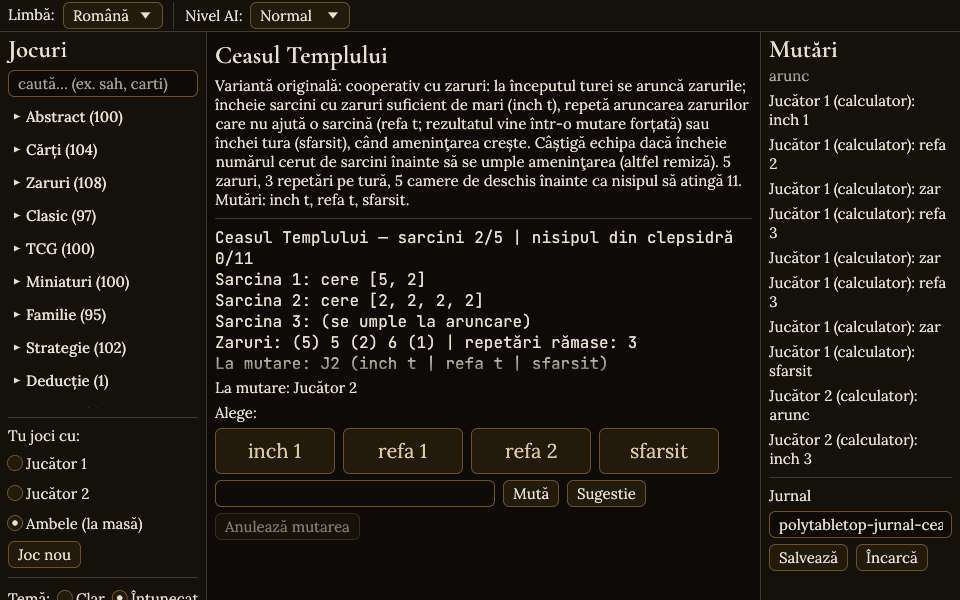 Limbă: Română ▼ Nivel AI: Normal ▼
Jocuri
caută... (ex. sah, carti)
▸ Abstract (100)
▸ Cărți (104)
▸ Zaruri (108)
▸ Clasic (97)
▸ TCG (100)
▸ Miniaturi (100)
▸ Familie (95)
▸ Strategie (102)
▸ Deducție (1)
Tu joci cu:
Jucător 1
Jucător 2
Ambele (la masă)
Joc nou
Temă: Clar Întunecat
Ceasul Templului
Variantă originală: cooperativ cu zaruri: la începutul turei se aruncă zarurile;
încheie sarcini cu zaruri suficient de mari (inch t), repetă aruncarea zarurilor
care nu ajută o sarcină (refa t; rezultatul vine într-o mutare forțată) sau
închei tura (sfarsit), când amenințarea crește. Câștigă echipa dacă încheie
numărul cerut de sarcini înainte să se umple amenințarea (altfel remiză). 5
zaruri, 3 repetări pe tură, 5 camere de deschis înainte ca nisipul să atingă 11.
Mutări: inch t, refa t, sfarsit.
Ceasul Templului — sarcini 2/5 | nisipul din clepsidră
0/11
Sarcina 1: cere [5, 2]
Sarcina 2: cere [2, 2, 2, 2]
Sarcina 3: (se umple la aruncare)
Zaruri: (5) 5 (2) 6 (1) | repetări rămase: 3
La mutare: J2 (inch t | refa t | sfarsit)
La mutare: Jucător 2
Alege:
inch 1 refa 1 refa 2 sfarsit
Mută Sugestie
Anulează mutarea
Mutări
arunc
Jucător 1 (calculator):
inch 1
Jucător 1 (calculator): refa
2
Jucător 1 (calculator): zar
Jucător 1 (calculator): refa
3
Jucător 1 (calculator): zar
Jucător 1 (calculator): refa
3
Jucător 1 (calculator): zar
Jucător 1 (calculator):
sfarsit
Jucător 2 (calculator):
arunc
Jucător 2 (calculator):
inch 3
Jurnal
polytabletop-jurnal-cea
Salvează Încarcă